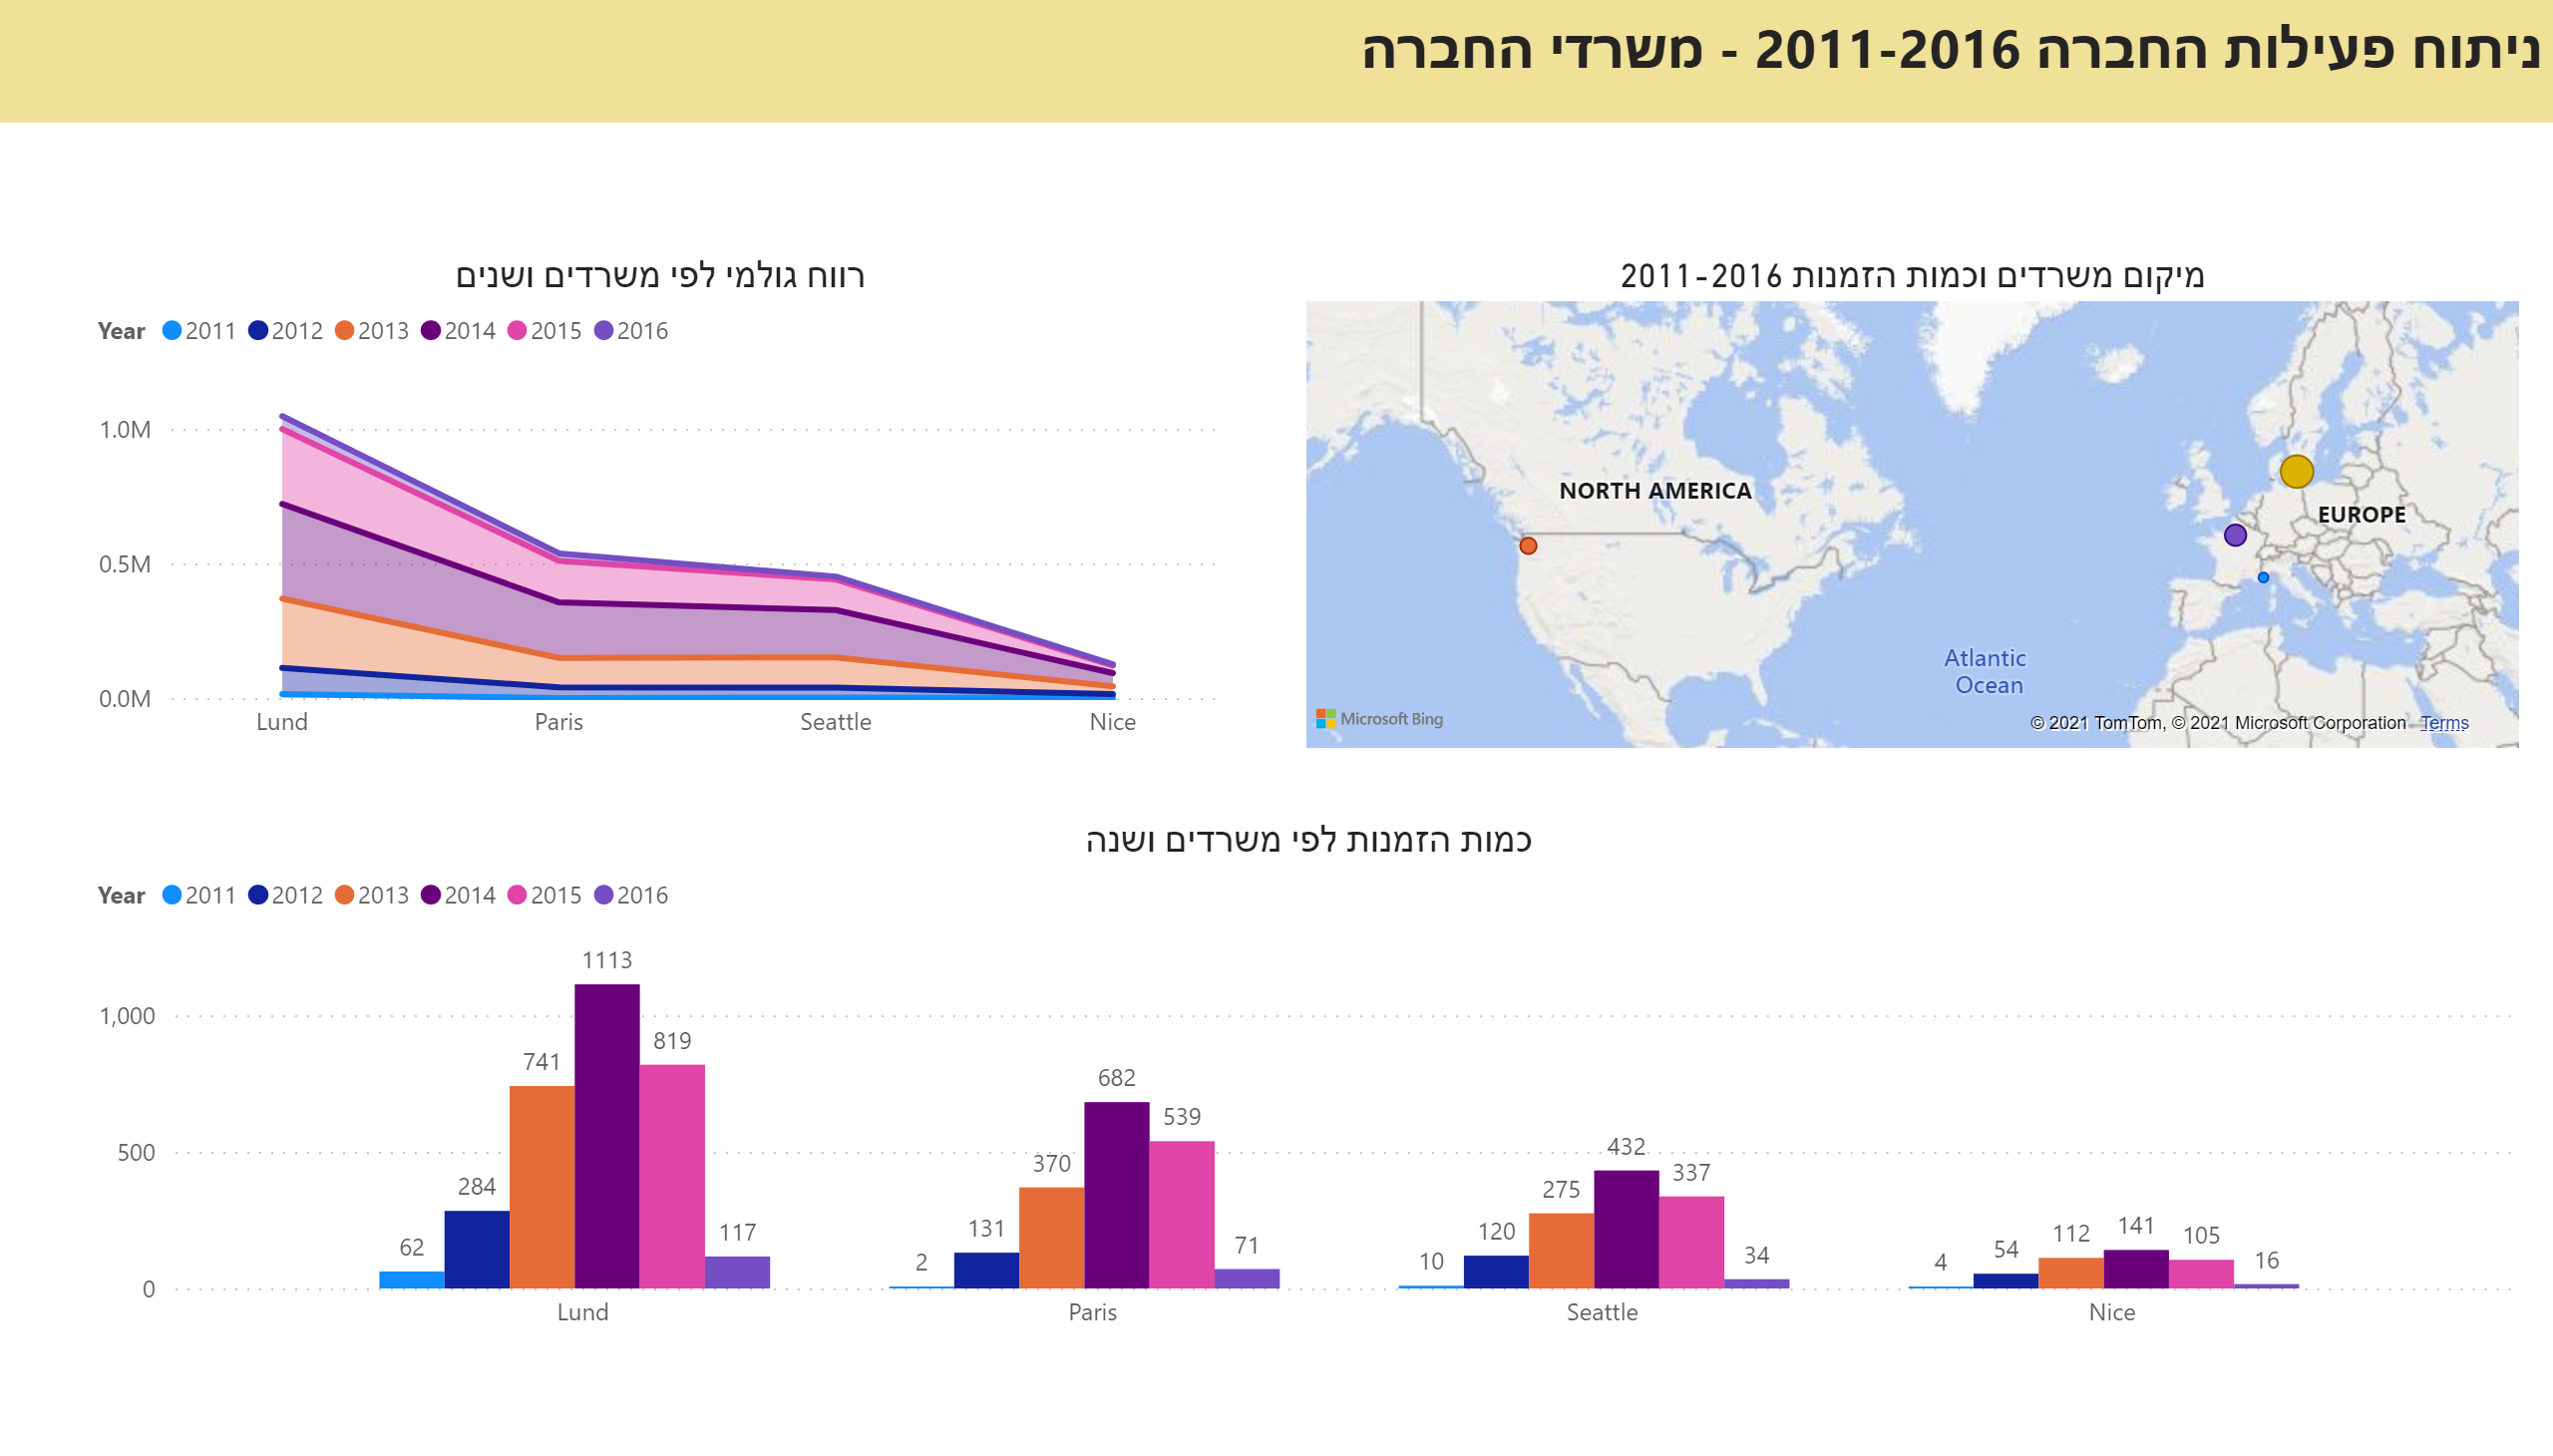 ניתוח פעילות החברה 2011-2016 - משרדי החברה
רווח גולמי לפי משרדים ושנים
Year 2011 2012 2013 2014 2015 2016
1.0M
0.5M
0.0M
Lund Paris Seattle Nice
מיקום משרדים וכמות הזמנות 2011-2016
NORTH AMERICA
EUROPE
Atlantic
Ocean
Microsoft Bing
© 2021 TomTom, © 2021 Microsoft Corporation Terms
כמות הזמנות לפי משרדים ושנה
Year 2011 2012 2013 2014 2015 2016
1,000
500
0
62 284 741 1113 819 117
2 131 370 682 539 71
10 120 275 432 337 34
4 54 112 141 105 16
Lund Paris Seattle Nice